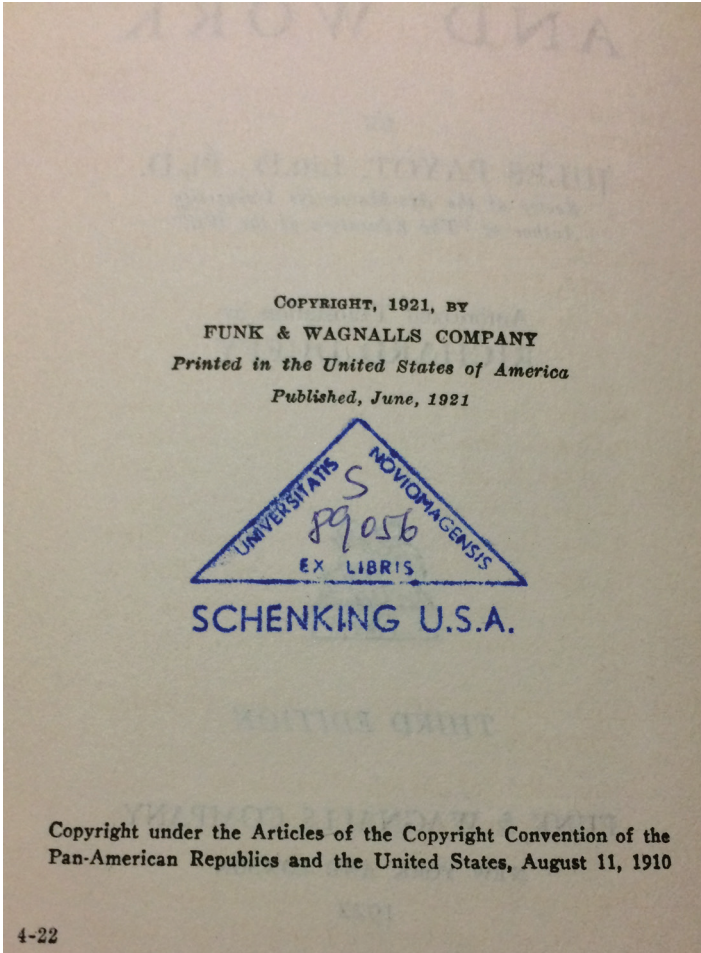 COPYRIGHT, 1921, BY
FUNK & WAGNALLS COMPANY
Printed in the United States of America
Published, June, 1921
UNIVERSITATIS NOVIOMAGENSIS
S
89056
EX LIBRIS
SCHENKING U.S.A.
THIRD EDITION
Copyright under the Articles of the Copyright Convention of the
Pan-American Republics and the United States, August 11, 1910
4-22